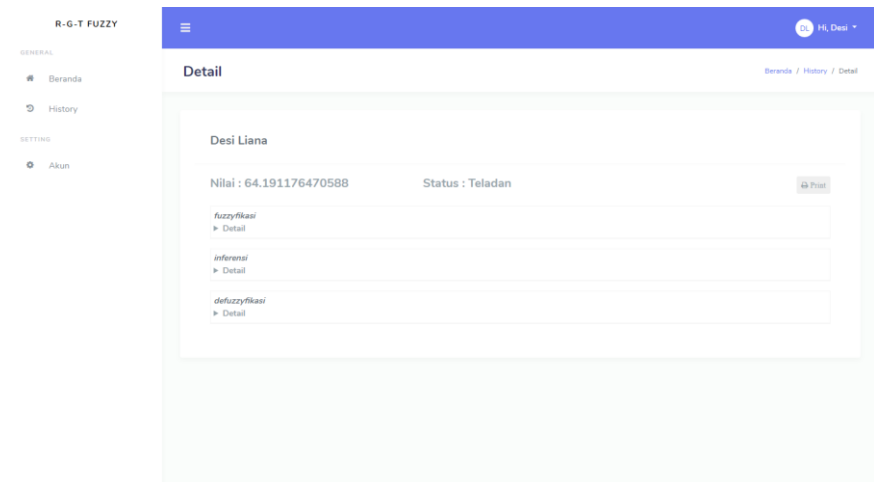 R-G-T FUZZY
GENERAL
Beranda
History
SETTING
Akun
DL Hi, Desi
Detail
Beranda / History / Detail
Desi Liana
Nilai : 64.191176470588
Status : Teladan
Print
fuzzyfikasi
Detail
inferensi
Detail
defuzzyfikasi
Detail